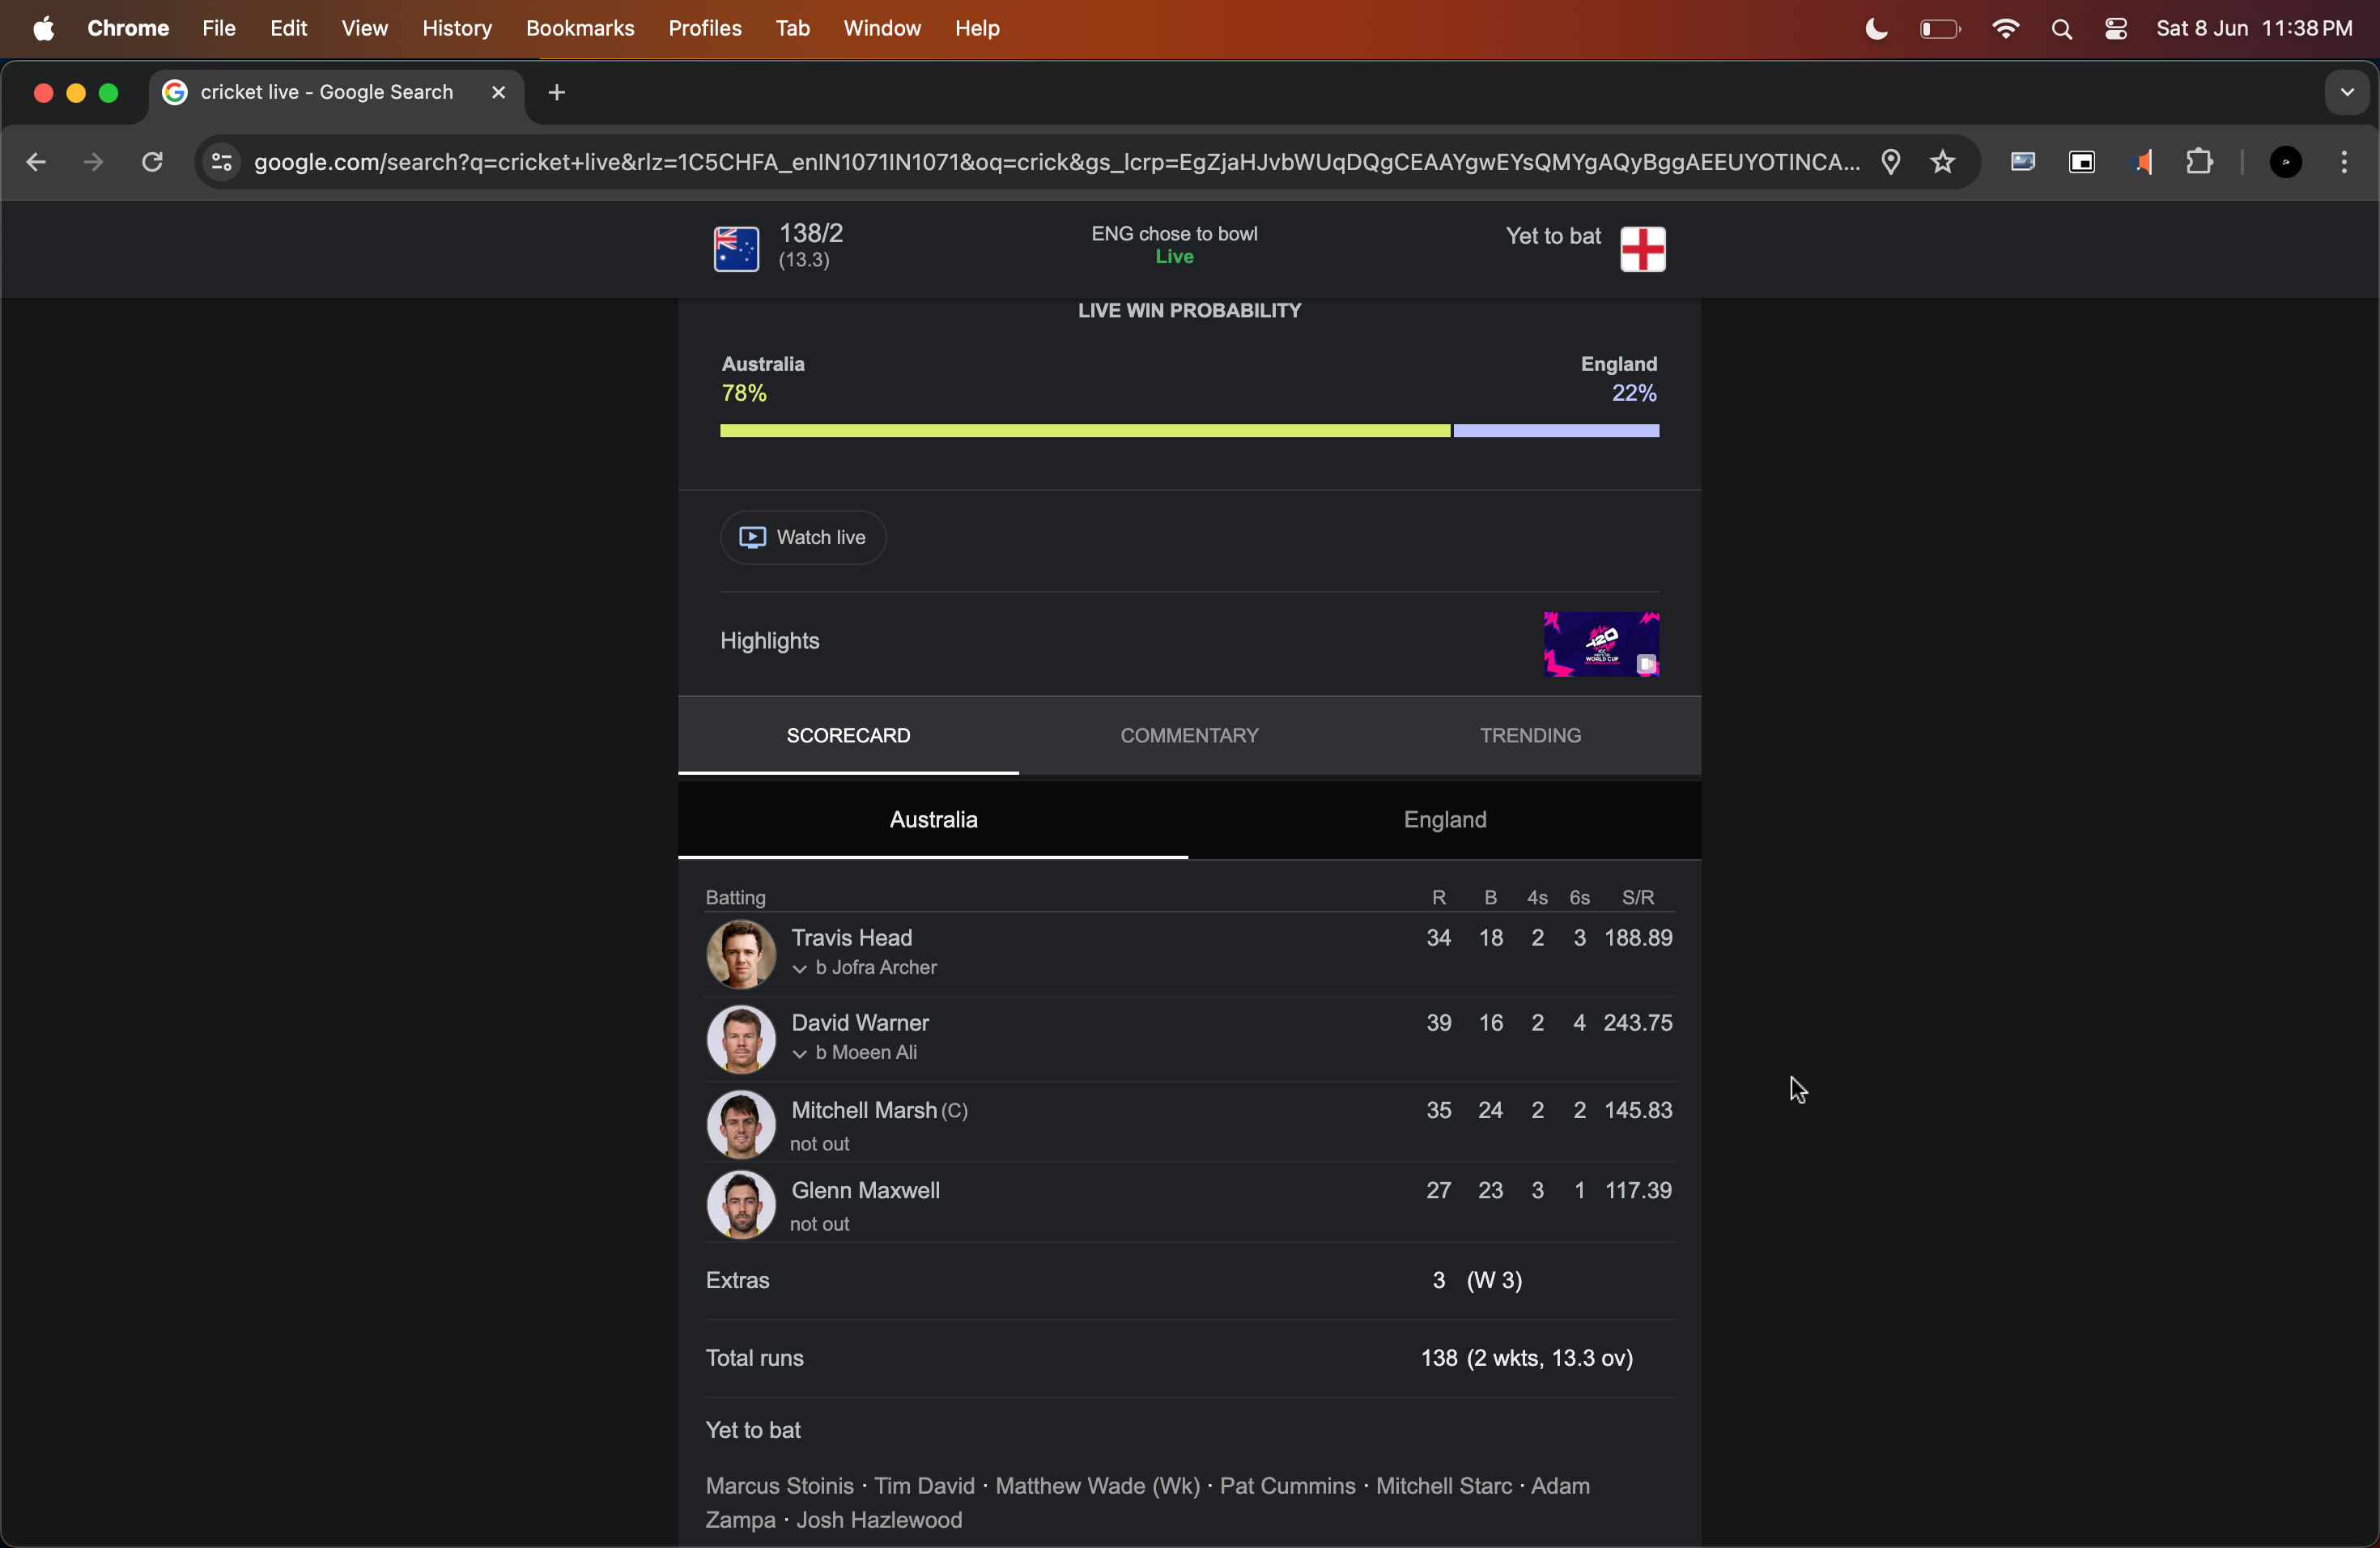 Chrome File Edit View History Bookmarks Profiles Tab Window Help Sat 8 Jun 11:38 PM
cricket live - Google Search
google.com/search?q=cricket+live&rlz=1C5CHFA_enIN1071IN1071&oq=crick&gs_lcrp=EgZjaHJvbWUqDQgCEAAYgwEYsQMYgAQyBggAEEUYOTINCA...
138/2 ENG chose to bowl Yet to bat
(13.3) Live
LIVE WIN PROBABILITY
Australia England
78% 22%
Watch live
Highlights
T20
WORLD CUP
SCORECARD COMMENTARY TRENDING
Australia England
Batting R B 4s 6s S/R
Travis Head 34 18 2 3 188.89
b Jofra Archer
David Warner 39 16 2 4 243.75
b Moeen Ali
Mitchell Marsh (C) 35 24 2 2 145.83
not out
Glenn Maxwell 27 23 3 1 117.39
not out
Extras 3 (W 3)
Total runs 138 (2 wkts, 13.3 ov)
Yet to bat
Marcus Stoinis · Tim David · Matthew Wade (Wk) · Pat Cummins · Mitchell Starc · Adam
Zampa · Josh Hazlewood